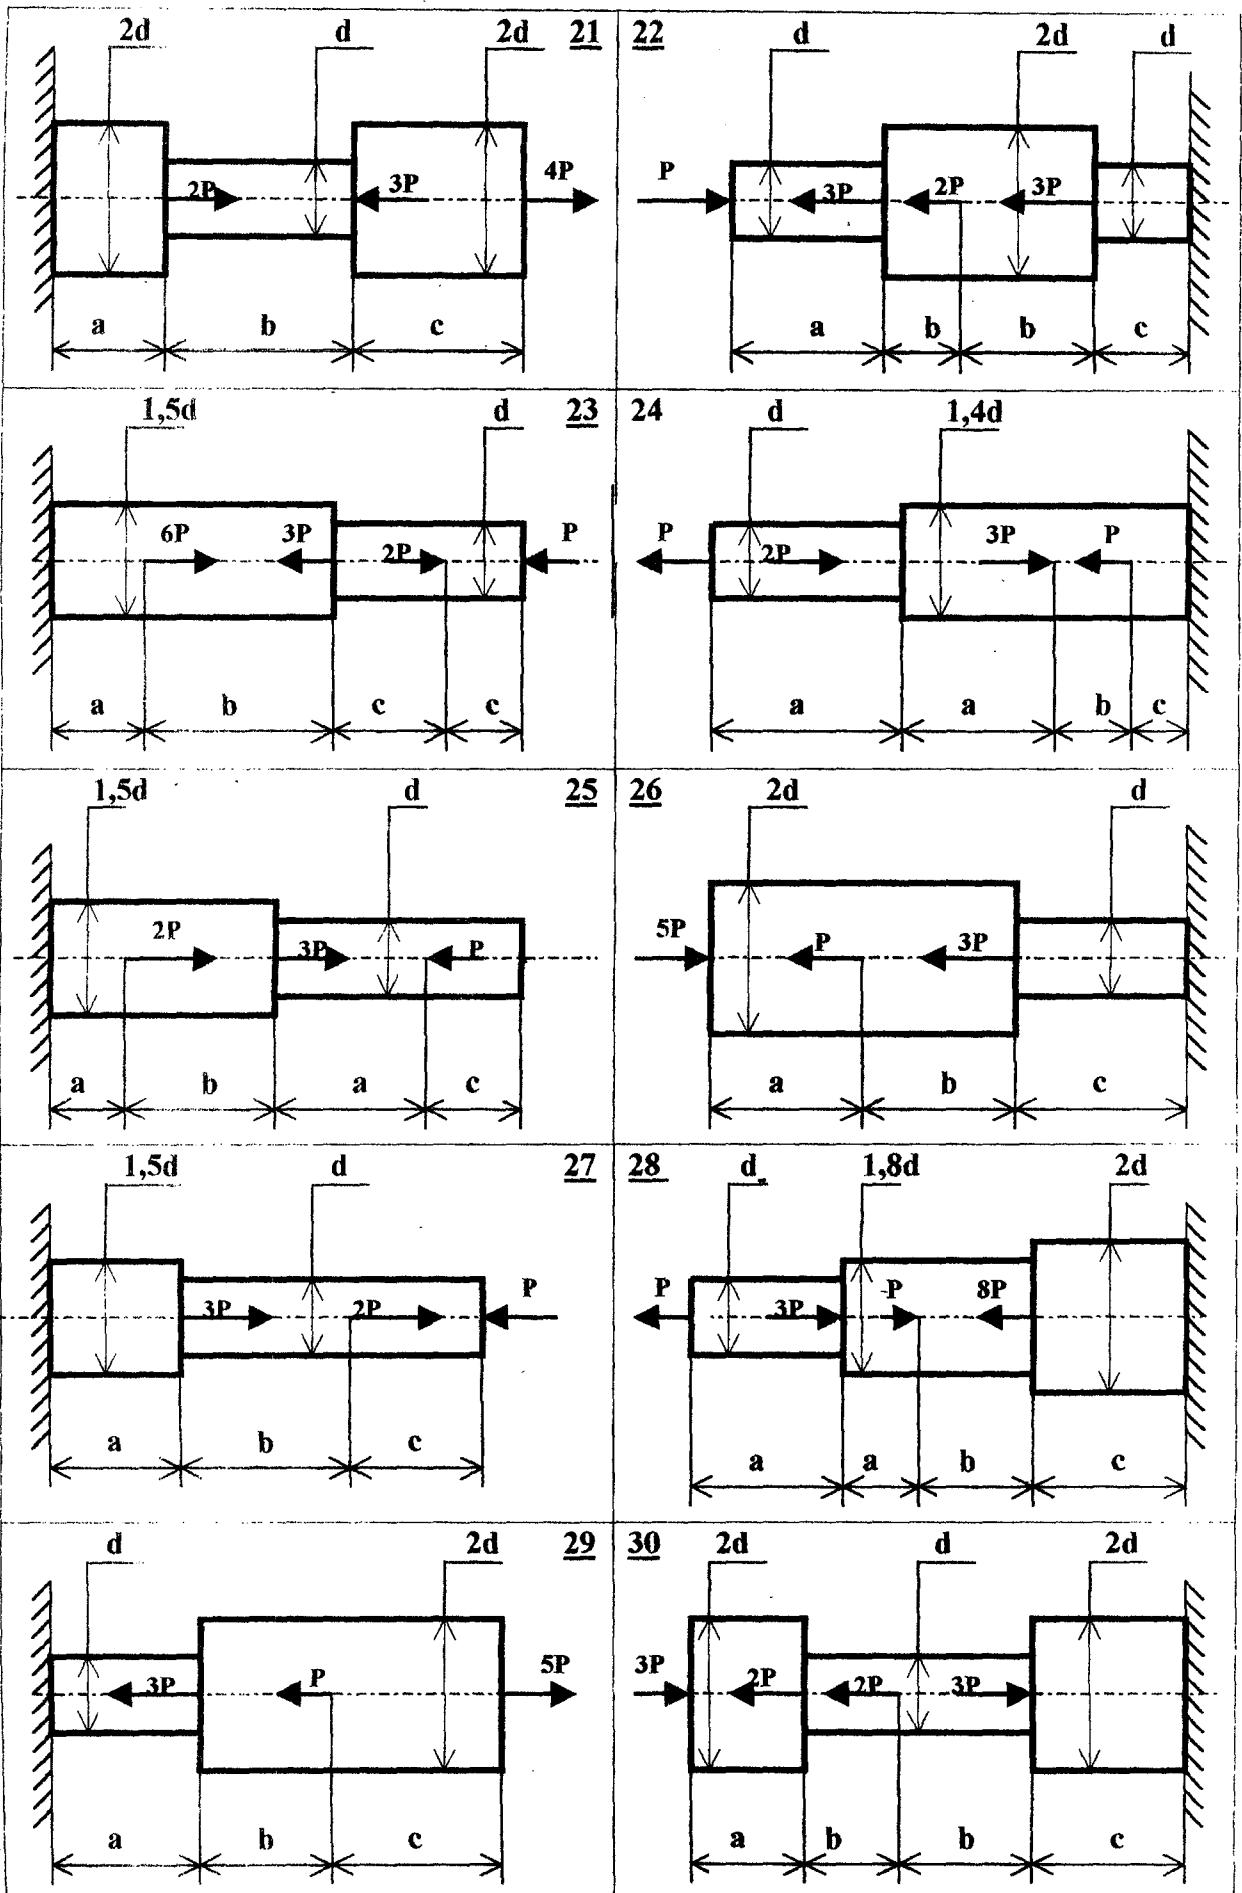 2d d 2d 21
2P 3P 4P
a b c
22 d 2d d
P 3P 2P 3P
a b b c
1,5d d 23
6P 3P 2P P
a b c c
24 d 1,4d
P 2P 3P P
a a b c
1,5d d 25
2P 3P P
a b a c
26 2d d
5P P 3P
a b c
1,5d d 27
3P 2P P
a b c
28 d 1,8d 2d
P 3P P 8P
a a b c
d 2d 29
3P P 5P
a b c
30 2d d 2d
3P 2P 2P 3P
a b b c